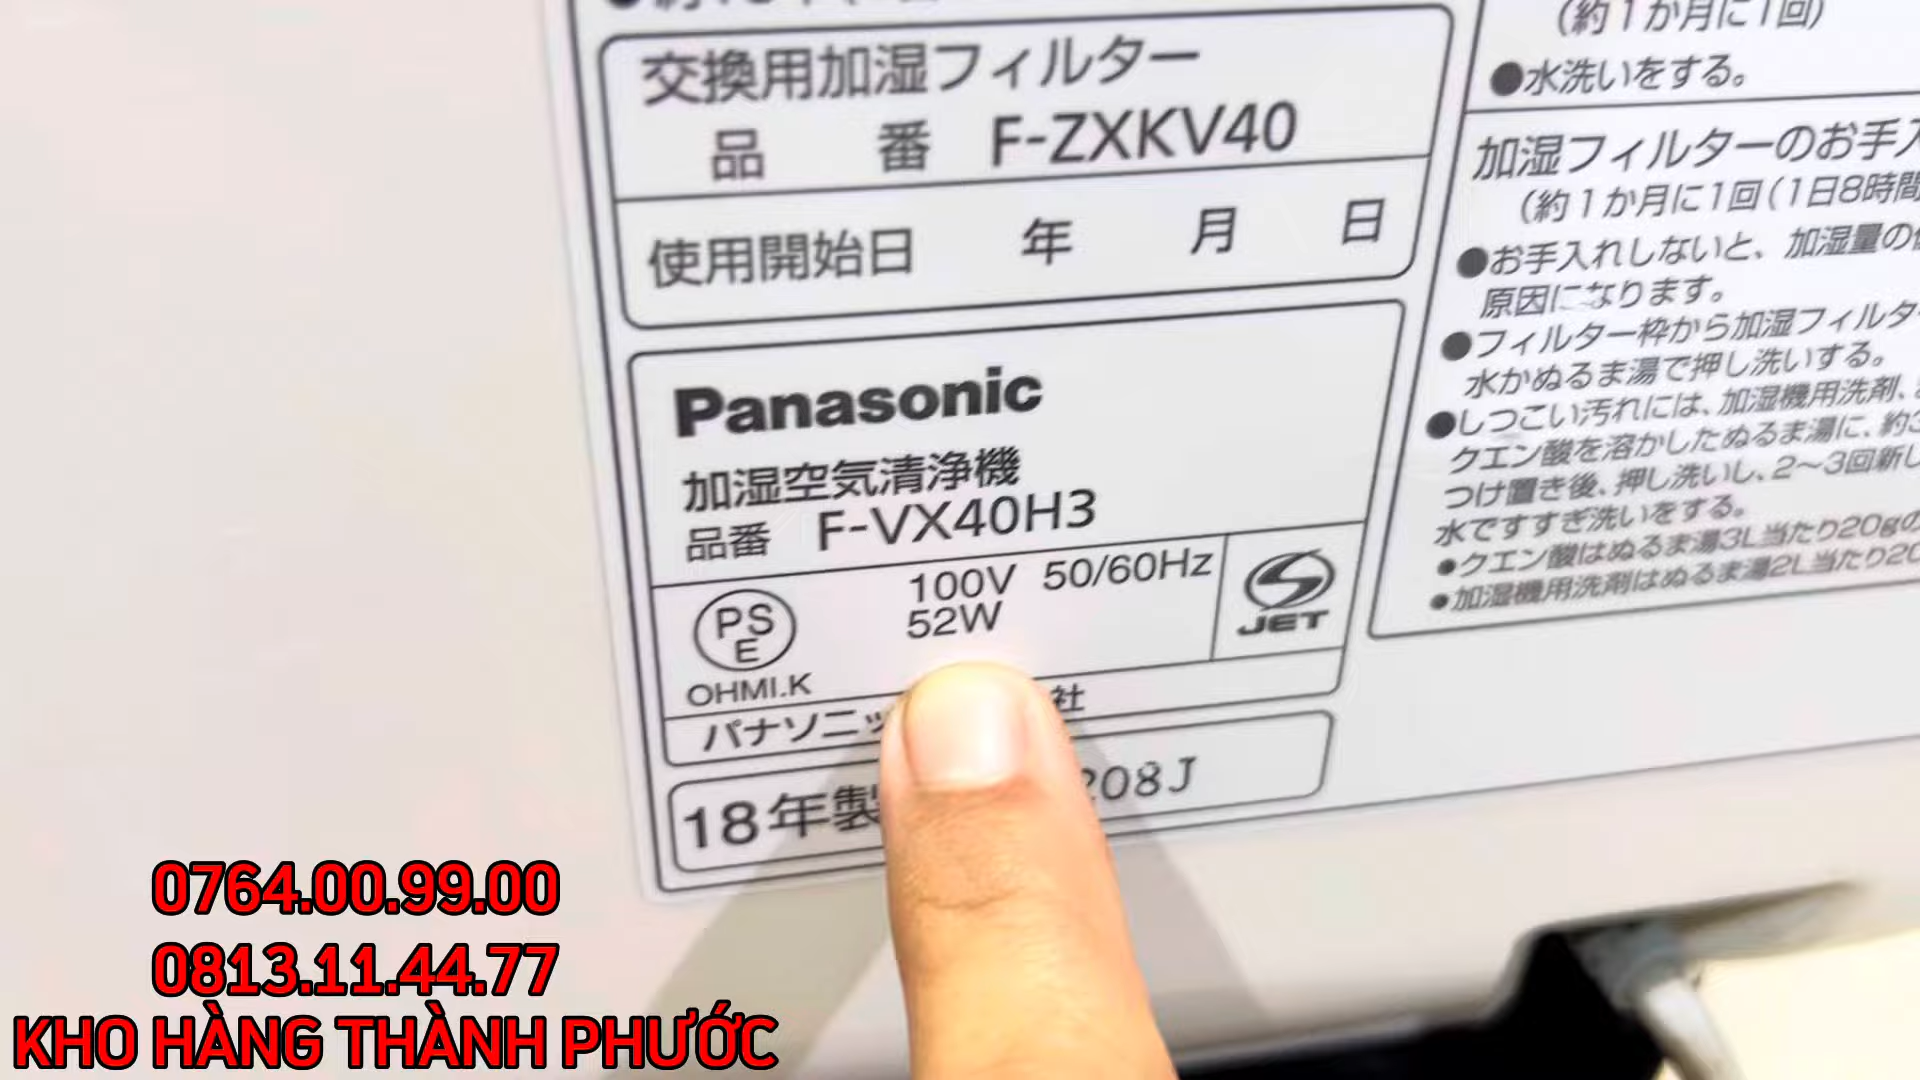 交換用加湿フィルター
品 番 F-ZXKV40
使用開始日 年 月 日
Panasonic
加湿空気清浄機
品番 F-VX40H3
100V 50/60Hz
52W
PS
E
OHMI.K
JET
パナソニッ 社
18年製 208J
(約1か月に1回)
●水洗いをする。
加湿フィルターのお手入
(約1か月に1回(1日8時間
●お手入れしないと、加湿量の
原因になります。
●フィルター枠から加湿フィルタ
水かぬるま湯で押し洗いする。
●しつこい汚れには、加湿機用洗剤、
クエン酸を溶かしたぬるま湯に、約3
つけ置き後、押し洗いし、2~3回新し
水ですすぎ洗いをする。
●クエン酸はぬるま湯3L当たり20gの
●加湿機用洗剤はぬるま湯2L当たり20
0764.00.99.00
0813.11.44.77
KHO HÀNG THÀNH PHƯỚC